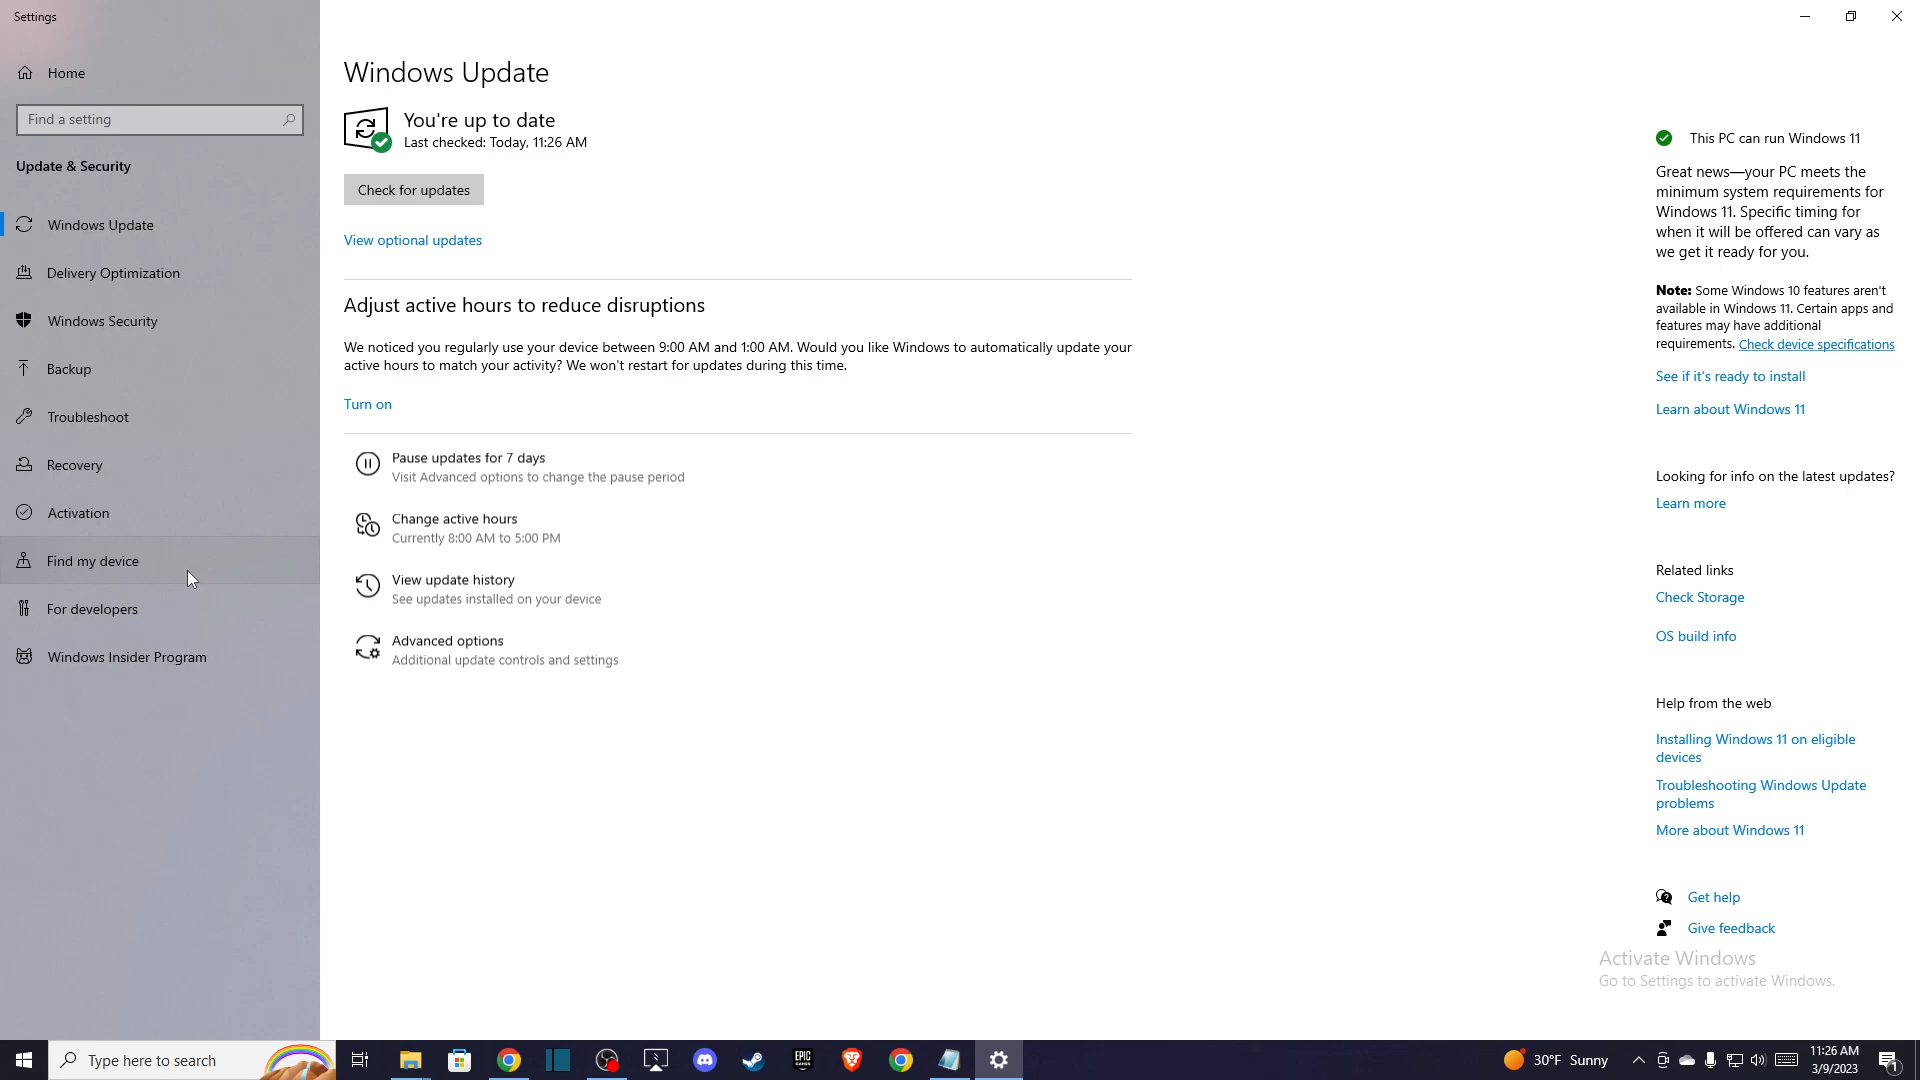 Settings
Home
Find a setting
Update & Security
Windows Update
Delivery Optimization
Windows Security
Backup
Troubleshoot
Recovery
Activation
Find my device
For developers
Windows Insider Program
Windows Update
You're up to date
Last checked: Today, 11:26 AM
Check for updates
View optional updates
Adjust active hours to reduce disruptions
We noticed you regularly use your device between 9:00 AM and 1:00 AM. Would you like Windows to automatically update your
active hours to match your activity? We won't restart for updates during this time.
Turn on
Pause updates for 7 days
Visit Advanced options to change the pause period
Change active hours
Currently 8:00 AM to 5:00 PM
View update history
See updates installed on your device
Advanced options
Additional update controls and settings
This PC can run Windows 11
Great news—your PC meets the
minimum system requirements for
Windows 11. Specific timing for
when it will be offered can vary as
we get it ready for you.
Note: Some Windows 10 features aren't
available in Windows 11. Certain apps and
features may have additional
requirements. Check device specifications
See if it's ready to install
Learn about Windows 11
Looking for info on the latest updates?
Learn more
Related links
Check Storage
OS build info
Help from the web
Installing Windows 11 on eligible
devices
Troubleshooting Windows Update
problems
More about Windows 11
Get help
Give feedback
Activate Windows
Go to Settings to activate Windows.
Type here to search
EPIC
GAMES
30°F Sunny
11:26 AM
3/9/2023
1